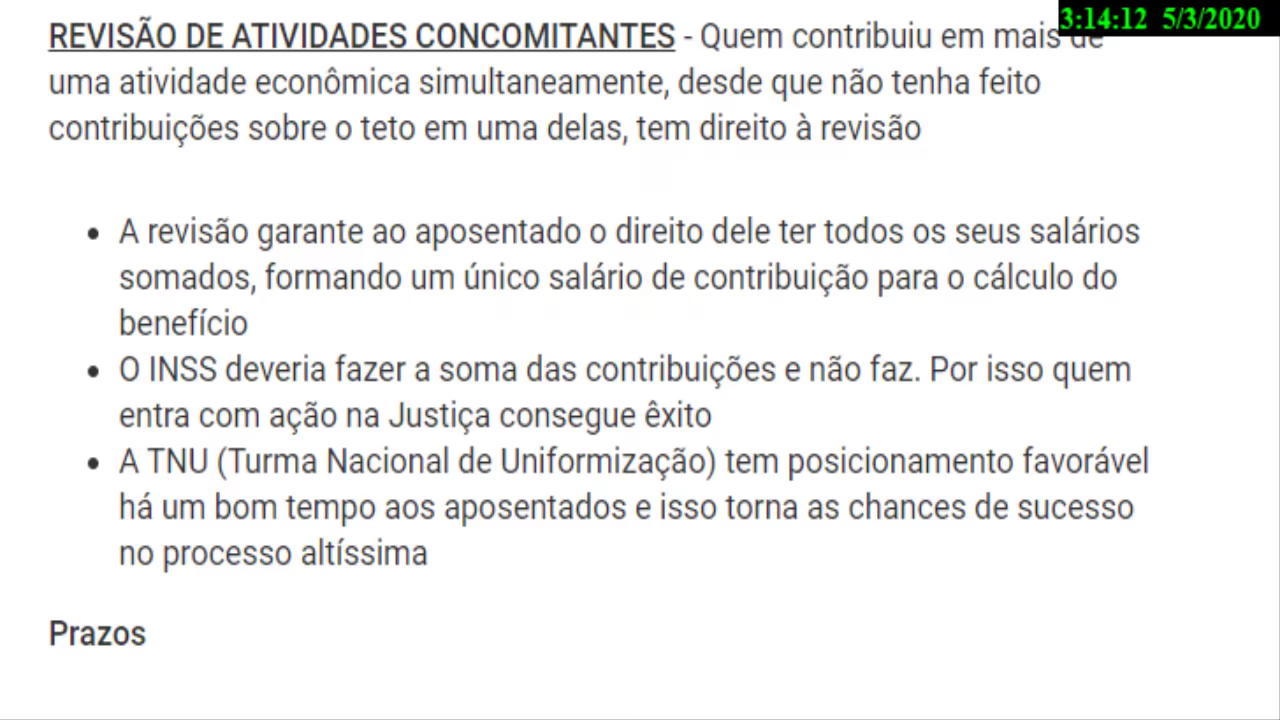 3:14:12 5/3/2020
REVISÃO DE ATIVIDADES CONCOMITANTES - Quem contribuiu em mais de
uma atividade econômica simultaneamente, desde que não tenha feito
contribuições sobre o teto em uma delas, tem direito à revisão
• A revisão garante ao aposentado o direito dele ter todos os seus salários
somados, formando um único salário de contribuição para o cálculo do
benefício
• O INSS deveria fazer a soma das contribuições e não faz. Por isso quem
entra com ação na Justiça consegue êxito
• A TNU (Turma Nacional de Uniformização) tem posicionamento favorável
há um bom tempo aos aposentados e isso torna as chances de sucesso
no processo altíssima
Prazos